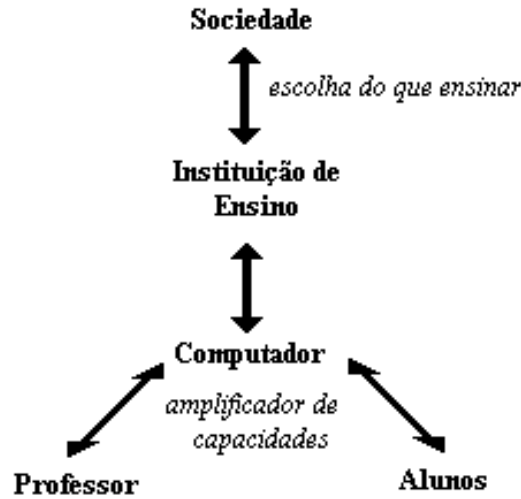 Sociedade
escolha do que ensinar
Instituição de
Ensino
Computador
amplificador de
capacidades
Professor
Alunos